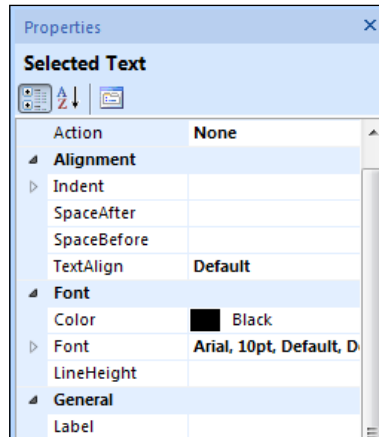 Properties
Selected Text
Action None
Alignment
Indent
SpaceAfter
SpaceBefore
TextAlign Default
Font
Color Black
Font Arial, 10pt, Default, D
LineHeight
General
Label